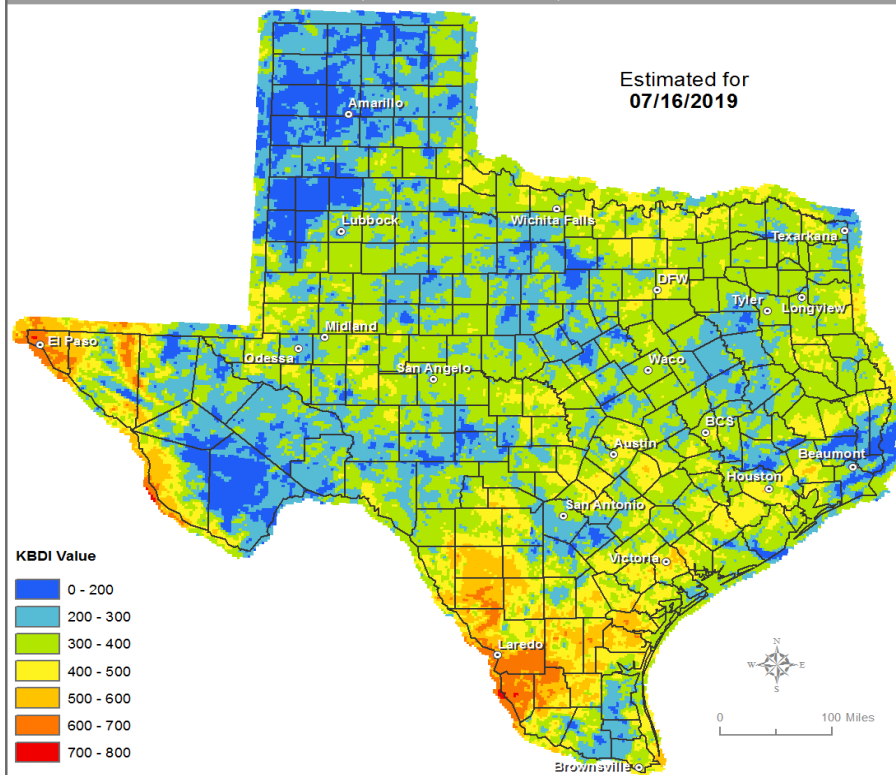 Estimated for
07/16/2019
Amarillo
Lubbock
Wichita Falls
Texarkana
DFW
Tyler
Longview
Midland
El Paso
Odessa
San Angelo
Waco
BCS
Austin
Beaumont
Houston
San Antonio
Victoria
KBDI Value
0 - 200
200 - 300
300 - 400
400 - 500
500 - 600
600 - 700
700 - 800
Laredo
N
W
E
S
0 100 Miles
Brownsville